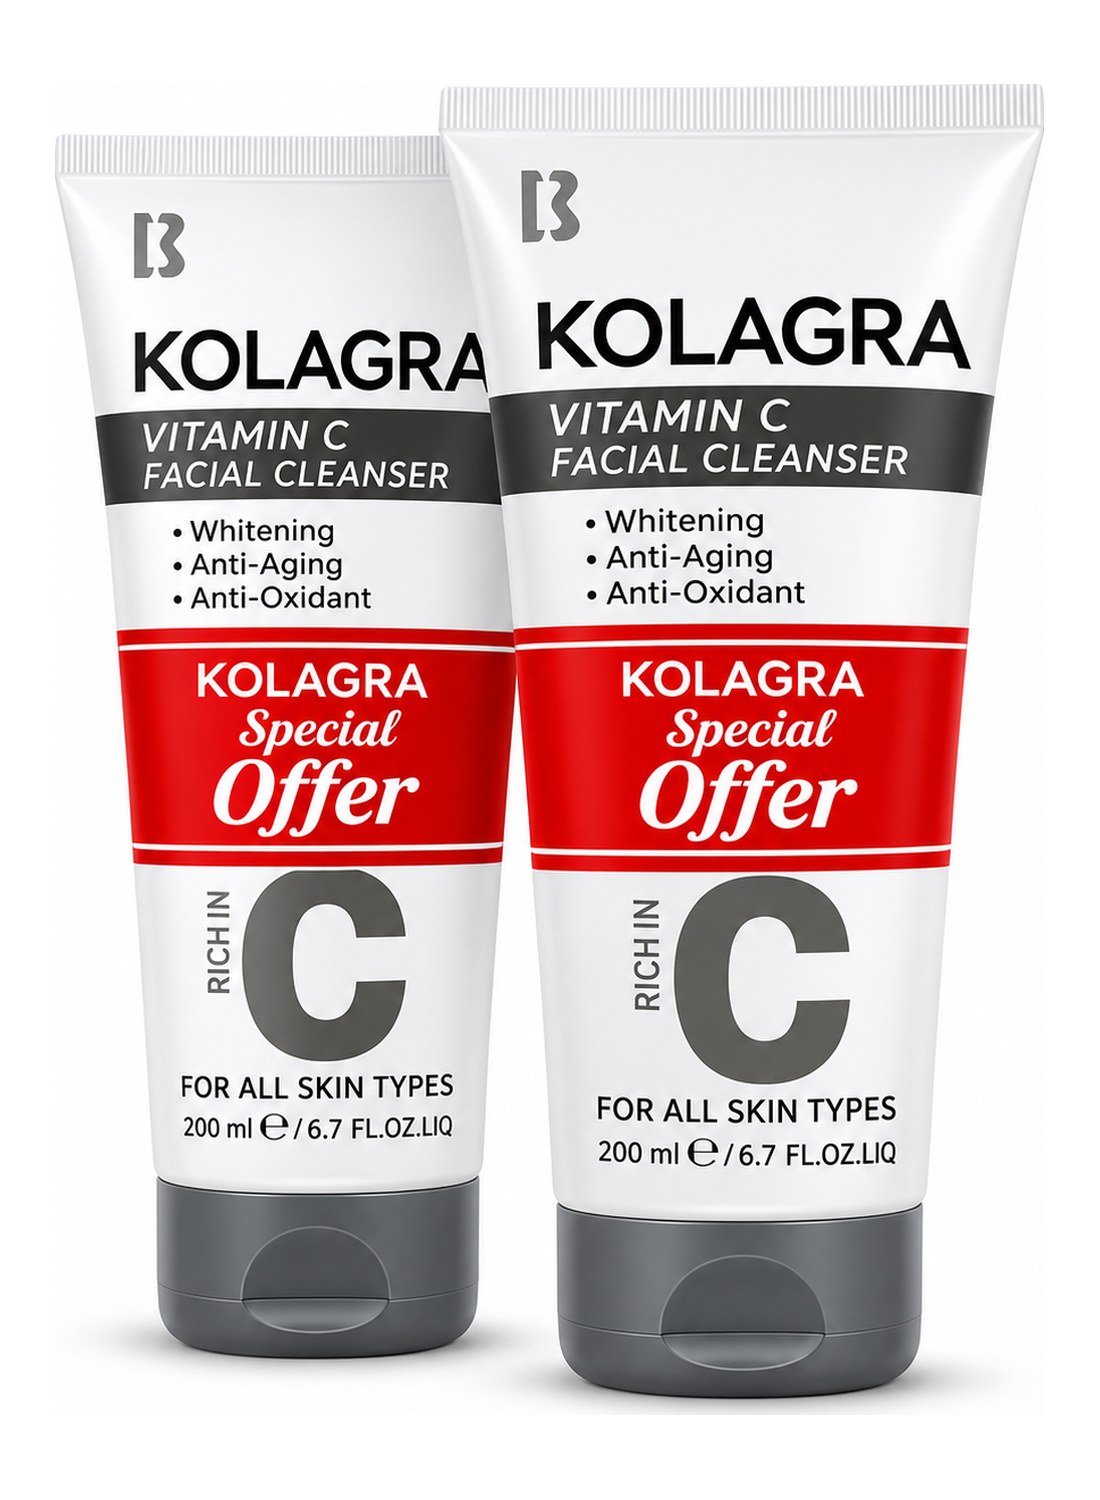 B
KOLAGRA
VITAMIN C
FACIAL CLEANSER
• Whitening
• Anti-Aging
• Anti-Oxidant
KOLAGRA
Special
Offer
RICH IN
C
FOR ALL SKIN TYPES
200 ml ℮ / 6.7 FL.OZ.LIQ
B
KOLAGRA
VITAMIN C
FACIAL CLEANSER
• Whitening
• Anti-Aging
• Anti-Oxidant
KOLAGRA
Special
Offer
RICH IN
C
FOR ALL SKIN TYPES
200 ml ℮ / 6.7 FL.OZ.LIQ